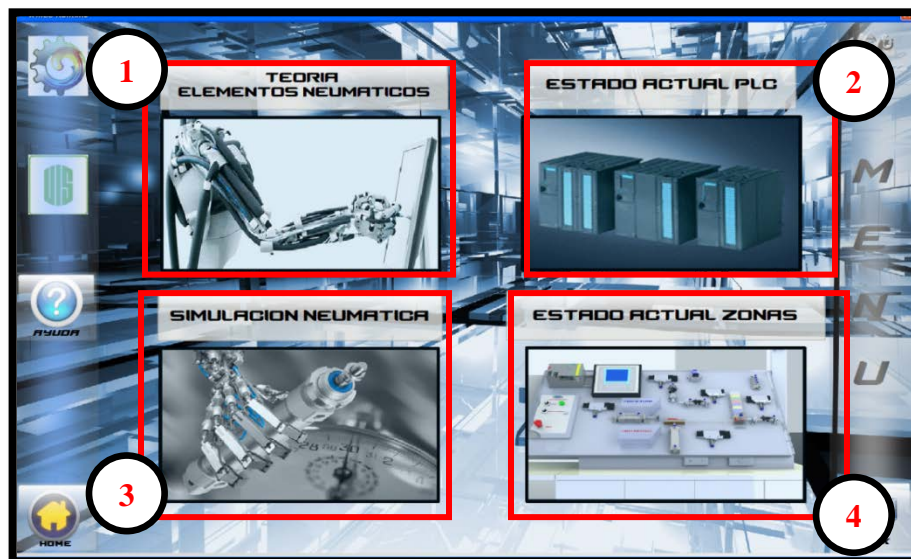 1
TEORIA
ELEMENTOS NEUMATICOS
ESTADO ACTUAL PLC
2
M
E
N
U
AYUDA
SIMULACION NEUMATICA
ESTADO ACTUAL ZONAS
3
4
HOME